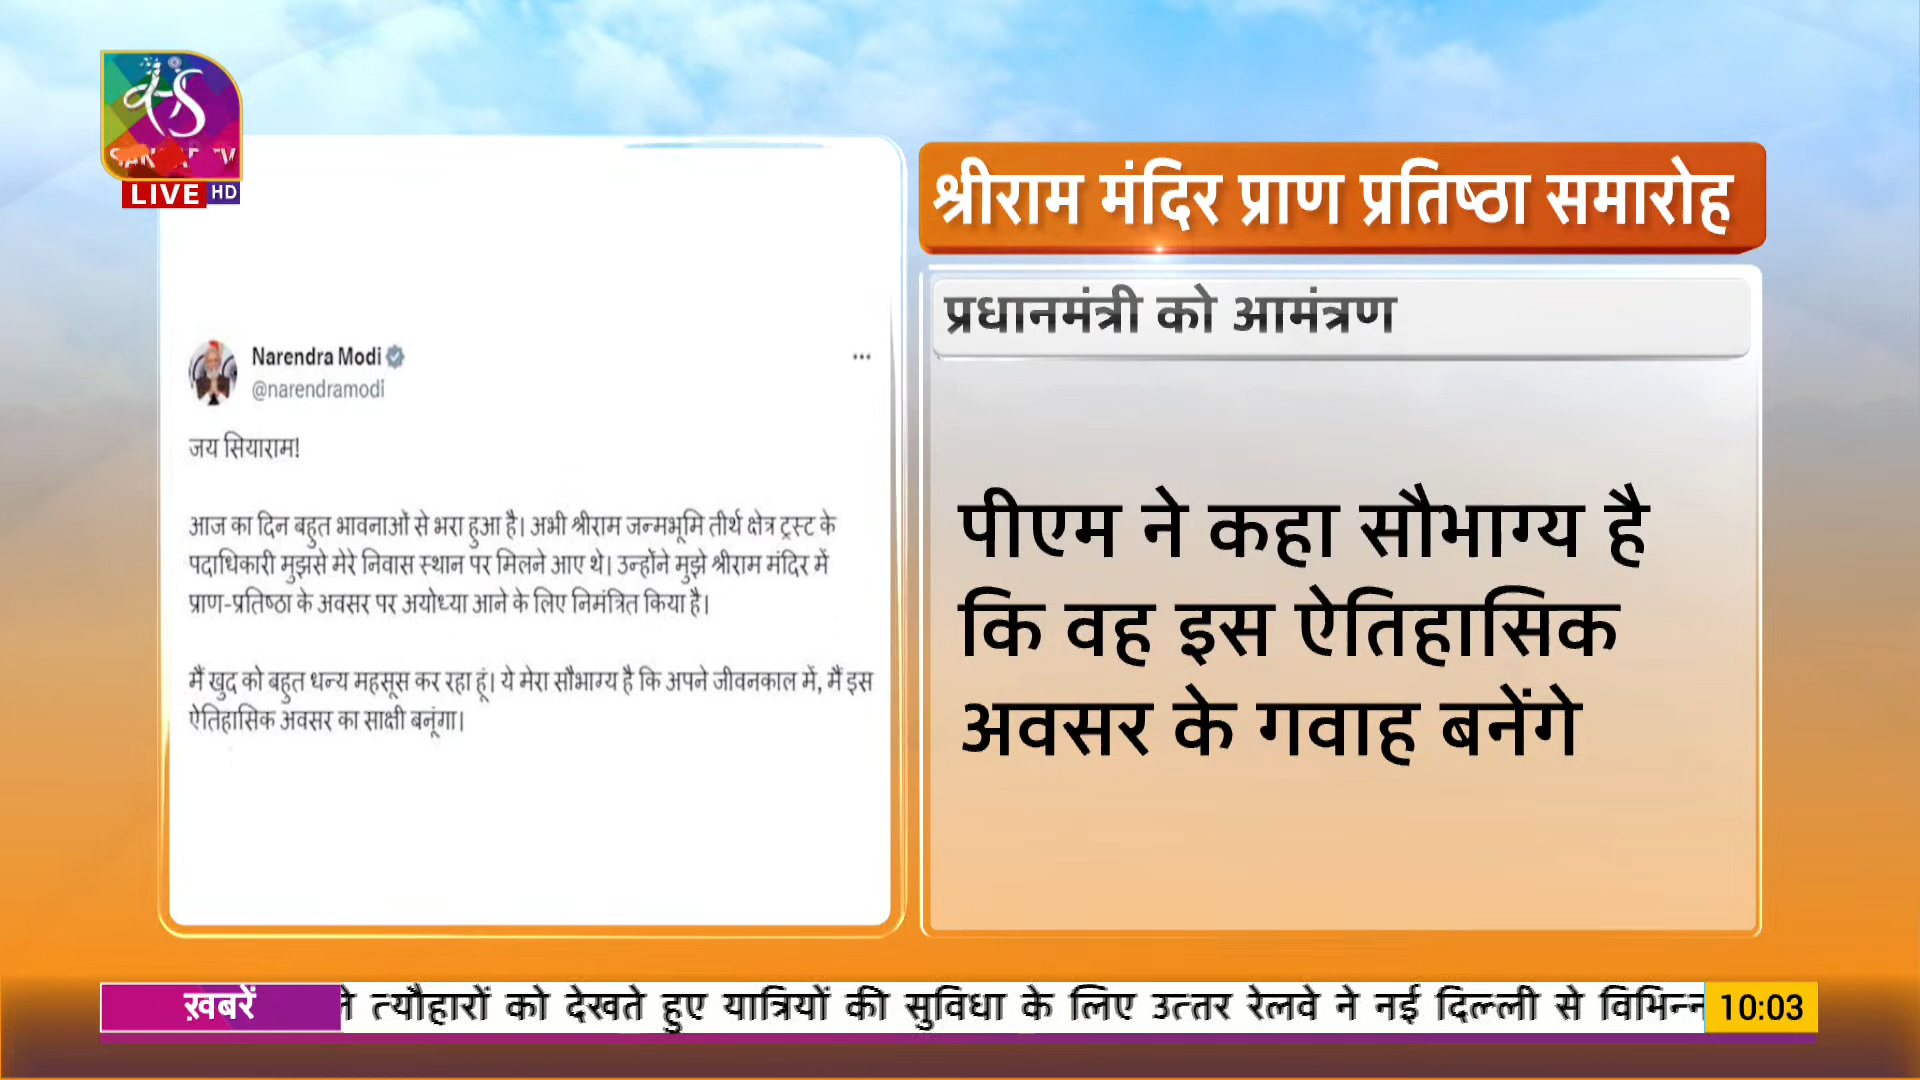 SANSAD TV
LIVE HD
श्रीराम मंदिर प्राण प्रतिष्ठा समारोह
प्रधानमंत्री को आमंत्रण
Narendra Modi
@narendramodi
जय सियाराम!
आज का दिन बहुत भावनाओं से भरा हुआ है। अभी श्रीराम जन्मभूमि तीर्थ क्षेत्र ट्रस्ट के
पदाधिकारी मुझसे मेरे निवास स्थान पर मिलने आए थे। उन्होंने मुझे श्रीराम मंदिर में
प्राण-प्रतिष्ठा के अवसर पर अयोध्या आने के लिए निमंत्रित किया है।
मैं खुद को बहुत धन्य महसूस कर रहा हूं। ये मेरा सौभाग्य है कि अपने जीवनकाल में, मैं इस
ऐतिहासिक अवसर का साक्षी बनूंगा।
पीएम ने कहा सौभाग्य है
कि वह इस ऐतिहासिक
अवसर के गवाह बनेंगे
ख़बरें त्यौहारों को देखते हुए यात्रियों की सुविधा के लिए उत्तर रेलवे ने नई दिल्ली से विभिन्न 10:03